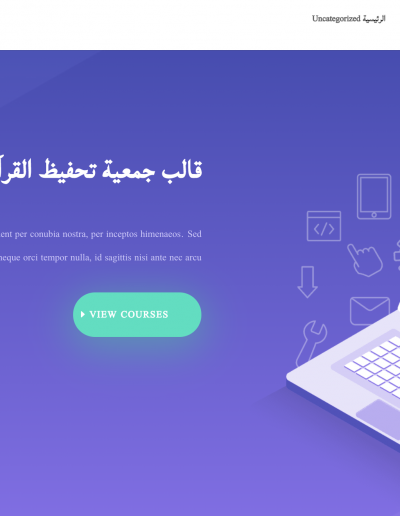 الرئيسية Uncategorized
قالب جمعية تحفيظ
ent per conubia nostra, per inceptos himenaeos. Sed
neque orci tempor nulla, id sagittis nisi ante nec arcu
VIEW COURSES